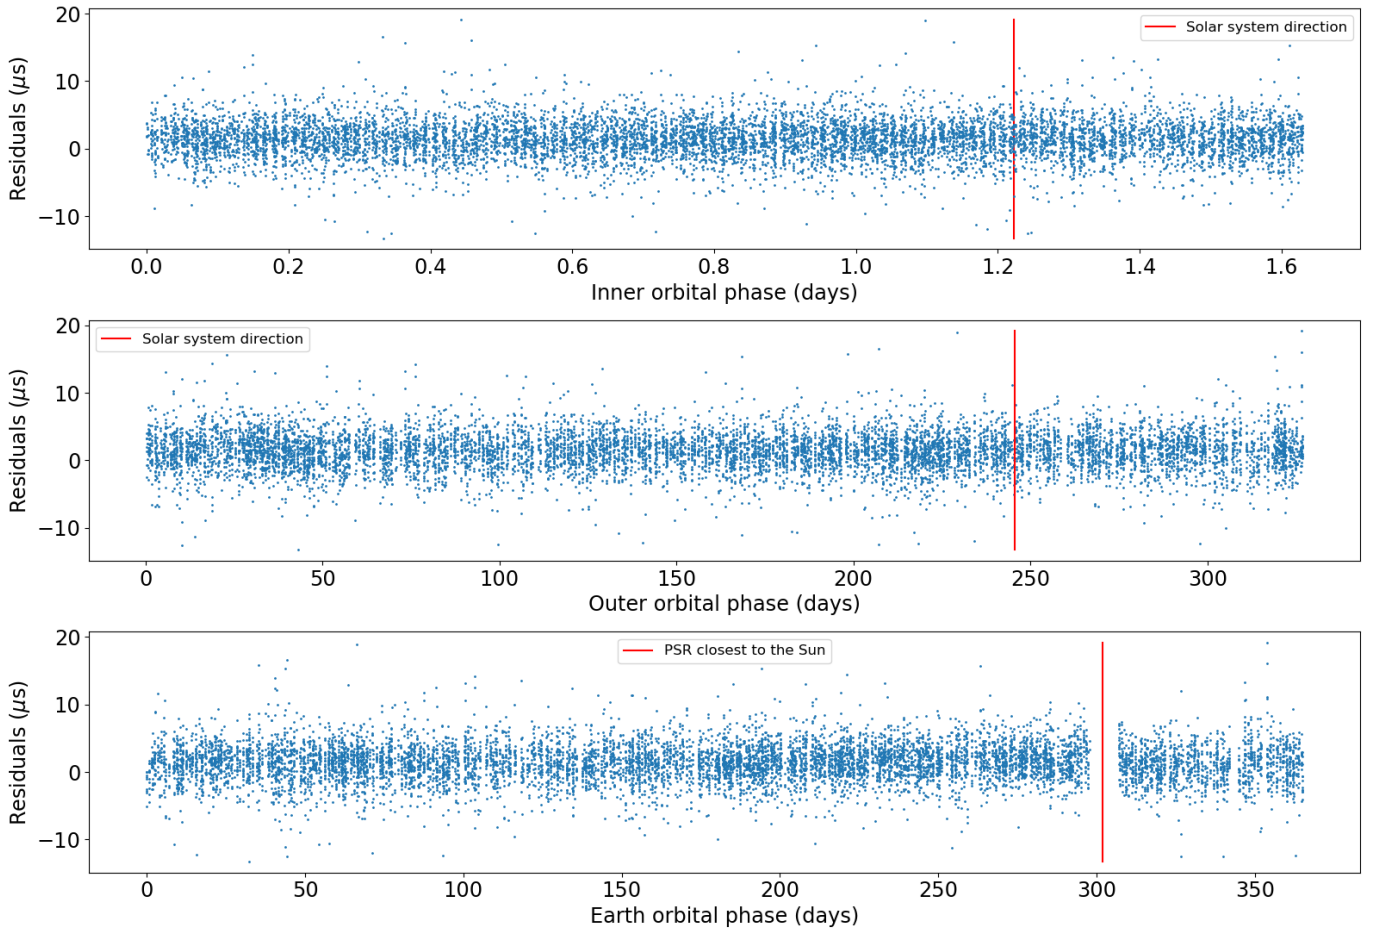 20
10
0
−10
Residuals (μs)
Solar system direction
0.0 0.2 0.4 0.6 0.8 1.0 1.2 1.4 1.6
Inner orbital phase (days)
20
10
0
−10
Residuals (μs)
Solar system direction
0 50 100 150 200 250 300
Outer orbital phase (days)
20
10
0
−10
Residuals (μs)
PSR closest to the Sun
0 50 100 150 200 250 300 350
Earth orbital phase (days)